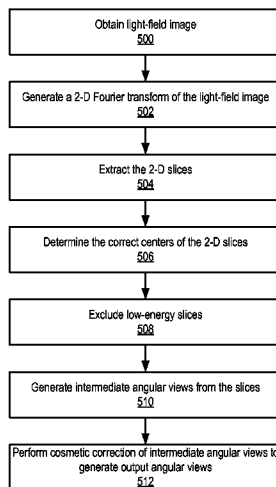 Obtain light-field image
500
Generate a 2-D Fourier transform of the light-field image
502
Extract the 2-D slices
504
Determine the correct centers of the 2-D slices
506
Exclude low-energy slices
508
Generate intermediate angular views from the slices
510
Perform cosmetic correction of intermediate angular views to
generate output angular views
512